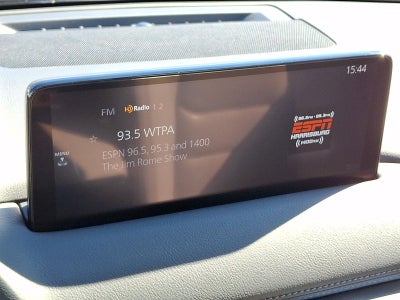 15:44
FM HD Radio 1 2
93.5 WTPA
ESPN 96.5, 95.3 and 1400
The Jim Rome Show
MENU
ESPN
HARRISBURG